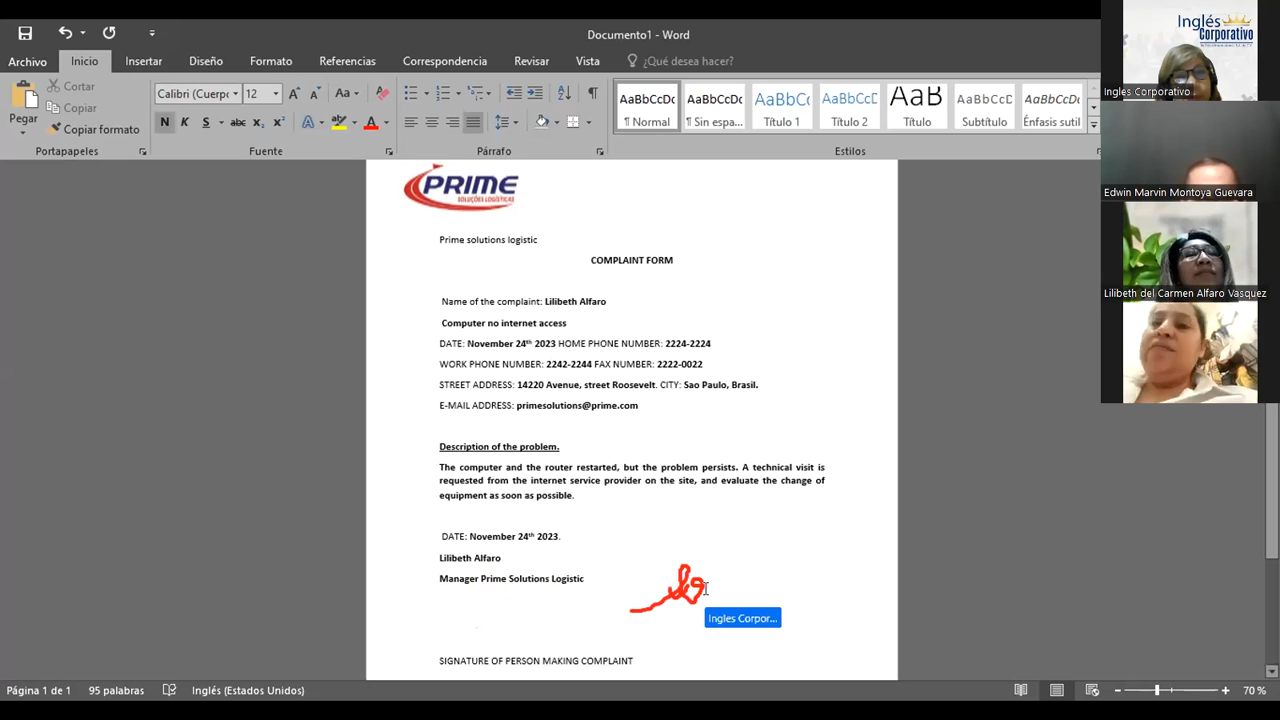 Documento1 - Word
Archivo Inicio Insertar Diseño Formato Referencias Correspondencia Revisar Vista ¿Qué desea hacer?
Pegar
Cortar
Copiar
Copiar formato
Portapapeles
Calibri (Cuerpo 12
Aa
N K S abc x₂ x² A A
Fuente
Párrafo
AaBbCcDc AaBbCcDc AaBbCc AaBbCcD AaB AaBbCcD AaBbCcDc
¶ Normal ¶ Sin espa... Título 1 Título 2 Título Subtítulo Énfasis sutil
Estilos
Inglés
Corporativo
Ingles Corporativo
Edwin Marvin Montoya Guevara
Lilibeth del Carmen Alfaro Vasquez
PRIME
SOLUÇÕES LOGÍSTICAS
Prime solutions logistic
COMPLAINT FORM
Name of the complaint: Lilibeth Alfaro
Computer no internet access
DATE: November 24th 2023 HOME PHONE NUMBER: 2224-2224
WORK PHONE NUMBER: 2242-2244 FAX NUMBER: 2222-0022
STREET ADDRESS: 14220 Avenue, street Roosevelt. CITY: Sao Paulo, Brasil.
E-MAIL ADDRESS: primesolutions@prime.com
Description of the problem.
The computer and the router restarted, but the problem persists. A technical visit is
requested from the internet service provider on the site, and evaluate the change of
equipment as soon as possible.
DATE: November 24th 2023.
Lilibeth Alfaro
Manager Prime Solutions Logistic
Ingles Corpor...
SIGNATURE OF PERSON MAKING COMPLAINT
Página 1 de 1 95 palabras Inglés (Estados Unidos) 70 %